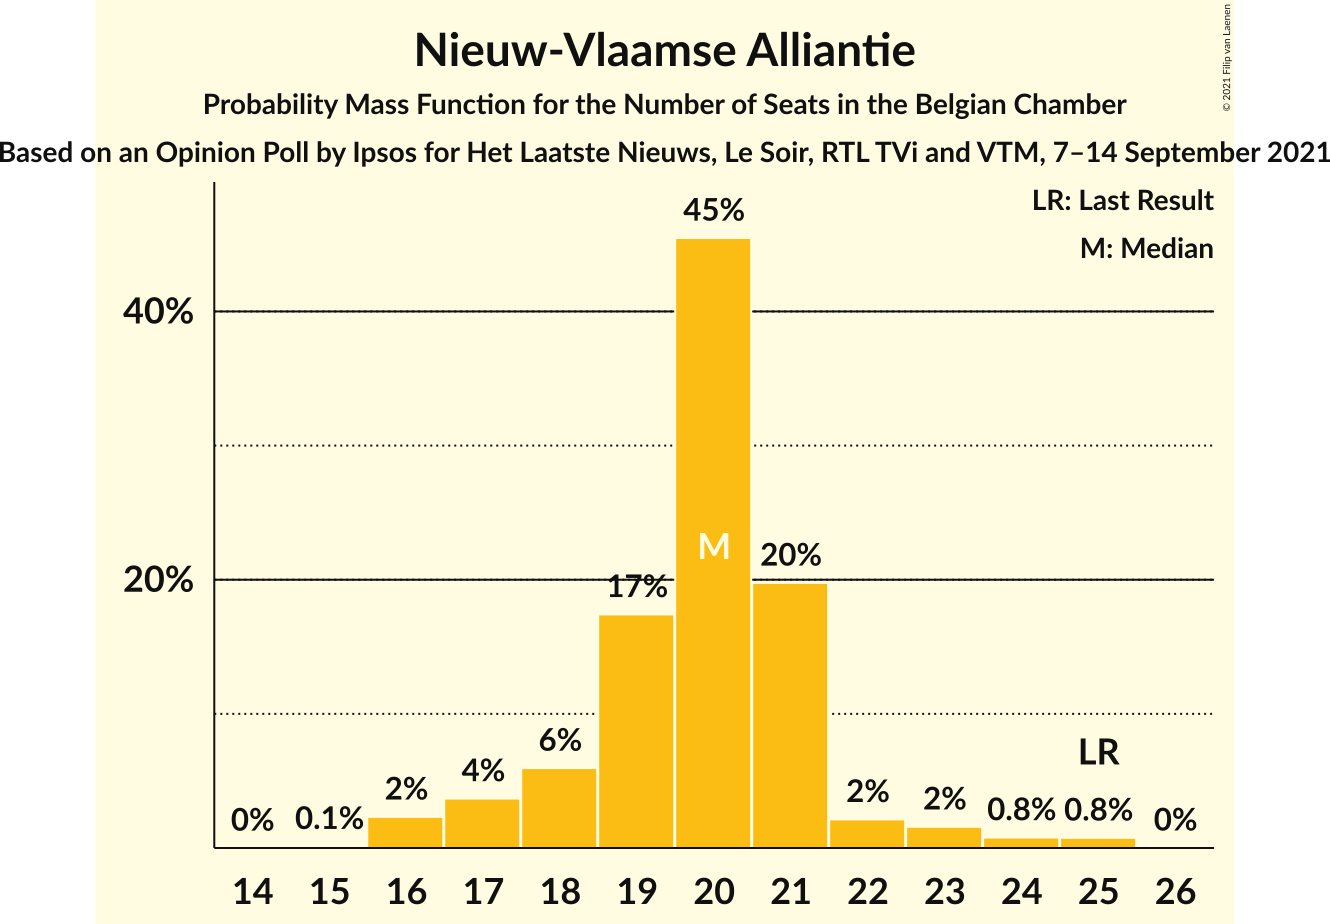 Nieuw-Vlaamse Alliantie
Probability Mass Function for the Number of Seats in the Belgian Chamber
Based on an Opinion Poll by Ipsos for Het Laatste Nieuws, Le Soir, RTL TVi and VTM, 7–14 September 2021
© 2021 Filip van Laenen
LR: Last Result
M: Median
45%
40%
M
20%
20%
17%
LR
6%
4%
2%
2%
2%
0.8%
0.8%
0%
0.1%
0%
14 15 16 17 18 19 20 21 22 23 24 25 26